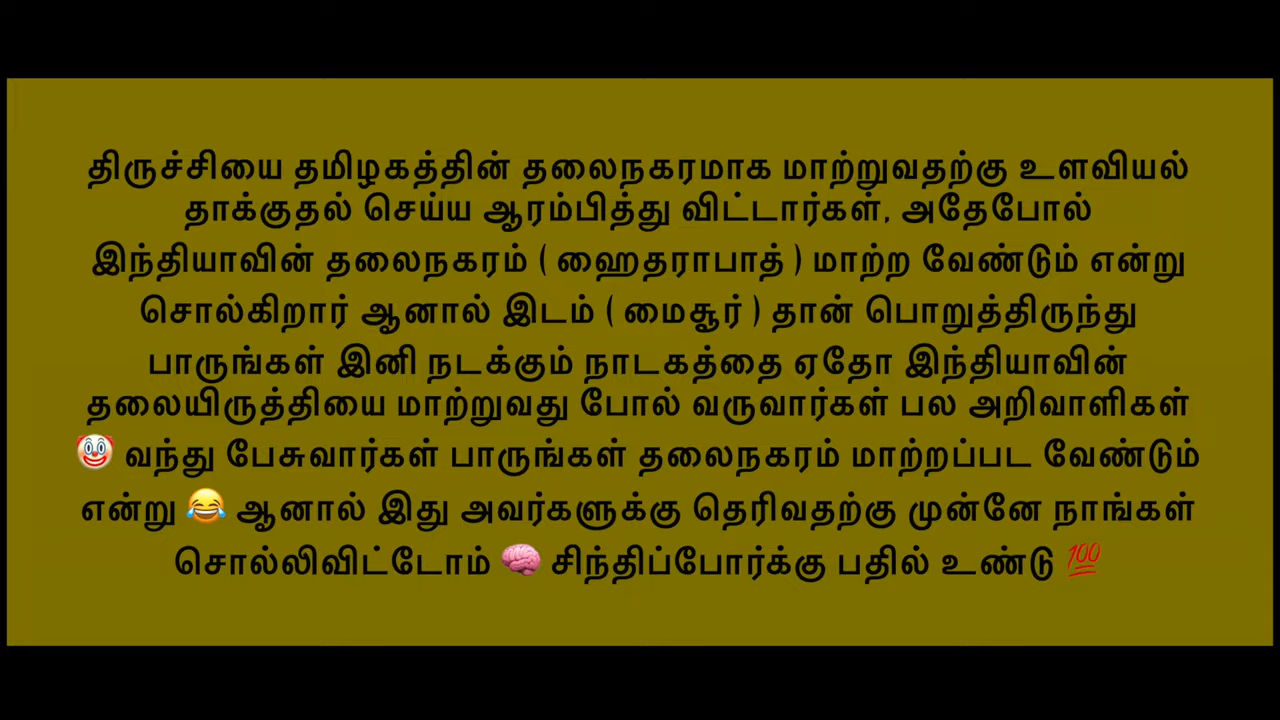 திருச்சியை தமிழகத்தின் தலைநகரமாக மாற்றுவதற்கு உளவியல்
தாக்குதல் செய்ய ஆரம்பித்து விட்டார்கள், அதேபோல்
இந்தியாவின் தலைநகரம் ( ஹைதராபாத் ) மாற்ற வேண்டும் என்று
சொல்கிறார் ஆனால் இடம் ( மைசூர் ) தான் பொறுத்திருந்து
பாருங்கள் இனி நடக்கும் நாடகத்தை ஏதோ இந்தியாவின்
தலையிருத்தியை மாற்றுவது போல் வருவார்கள் பல அறிவாளிகள்
🤡 வந்து பேசுவார்கள் பாருங்கள் தலைநகரம் மாற்றப்பட வேண்டும்
என்று 😂 ஆனால் இது அவர்களுக்கு தெரிவதற்கு முன்னே நாங்கள்
சொல்லிவிட்டோம் 🧠 சிந்திப்போர்க்கு பதில் உண்டு 💯